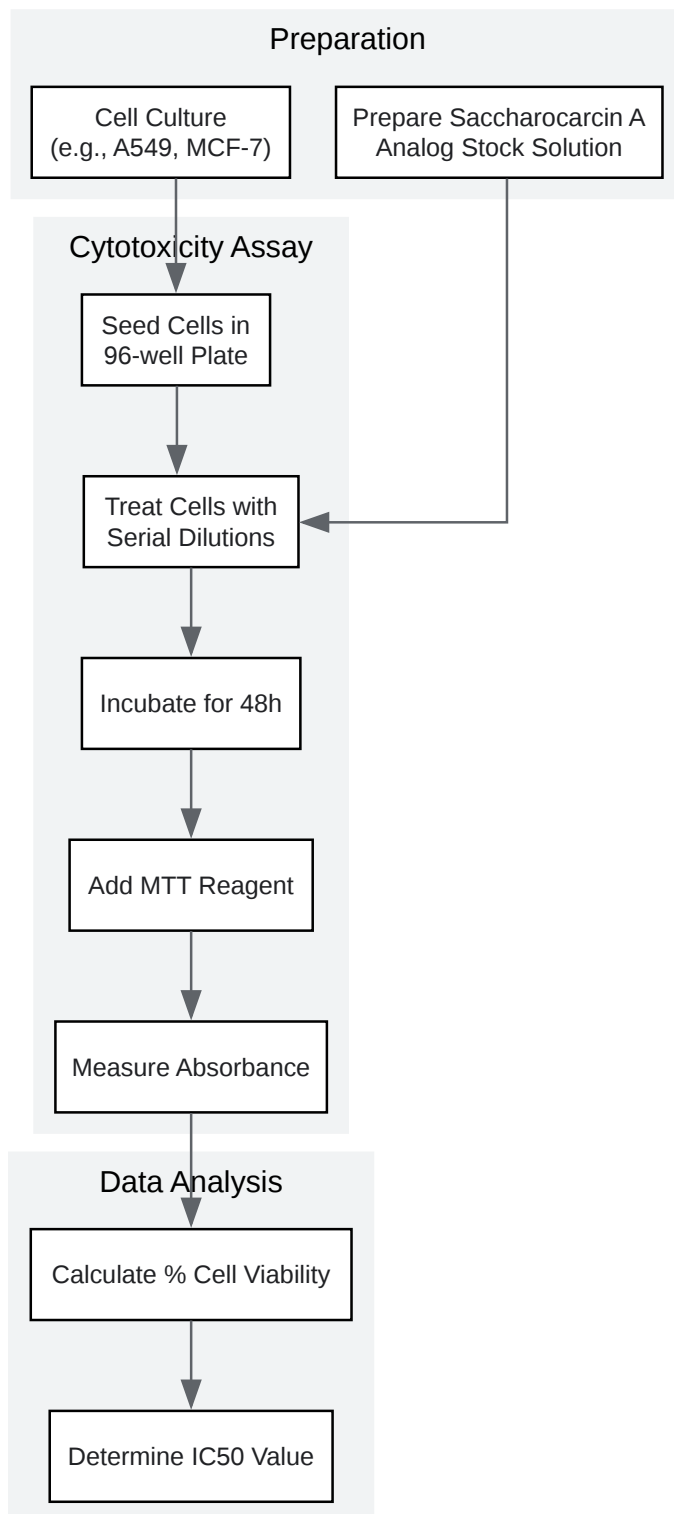 Preparation
Cell Culture
(e.g., A549, MCF-7)
Prepare Saccharocarcin A
Analog Stock Solution
Cytotoxicity Assay
Seed Cells in
96-well Plate
Treat Cells with
Serial Dilutions
Incubate for 48h
Add MTT Reagent
Measure Absorbance
Data Analysis
Calculate % Cell Viability
Determine IC50 Value